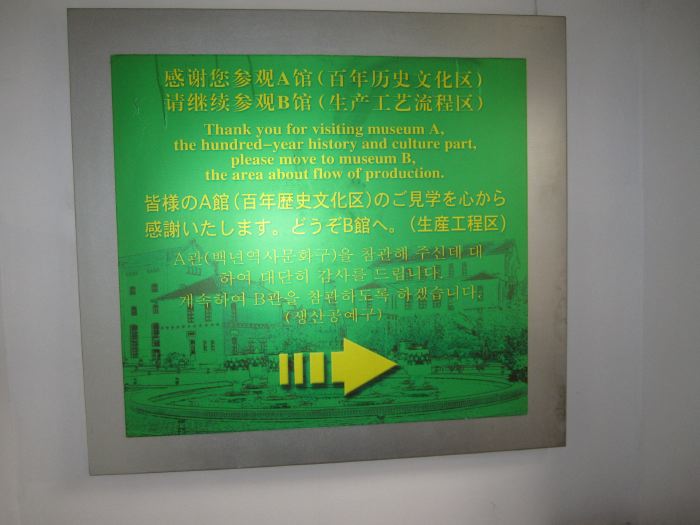 感谢您参观A馆(百年历史文化区)
请继续参观B馆(生产工艺流程区)
Thank you for visiting museum A,
the hundred-year history and culture part,
please move to museum B,
the area about flow of production.
皆様のA館(百年歴史文化区)のご見学を心から
感謝いたします。どうぞB館へ。(生産工程区)
A관(백년역사문화구)을 참관해 주신데 대
하여 대단히 감사를 드립니다.
계속하여 B관을 참관하도록 하겠습니다.
(생산공예구)